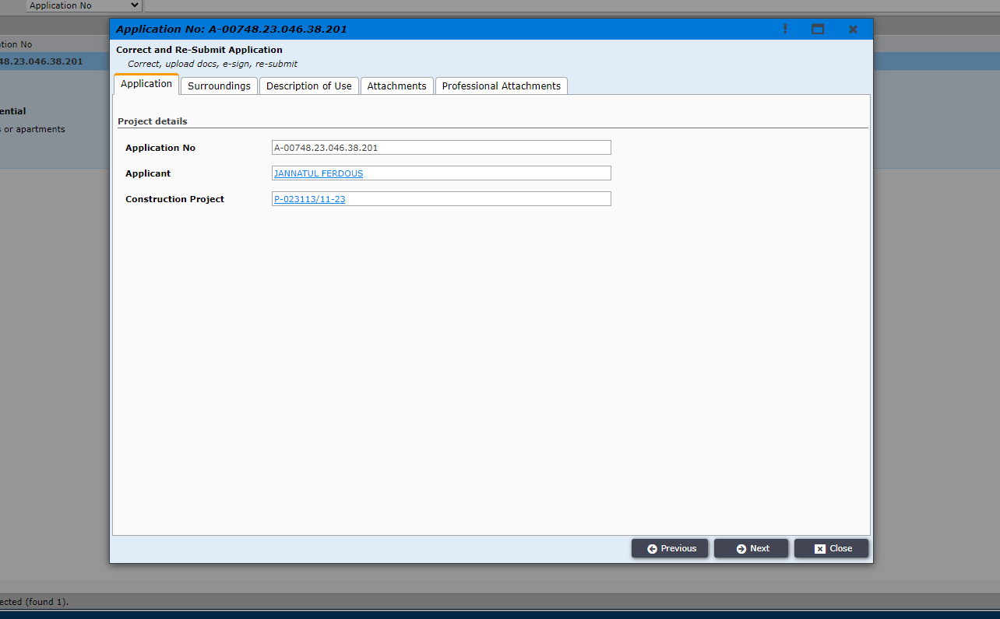 Application No
Application No: A-00748.23.046.38.201
Correct and Re-Submit Application
Correct, upload docs, e-sign, re-submit
Application Surroundings Description of Use Attachments Professional Attachments
Project details
Application No A-00748.23.046.38.201
Applicant JANNATUL FERDOUS
Construction Project P-023113/11-23
tion No
48.23.046.38.201
ential
or apartments
Previous Next Close
ected (found 1).